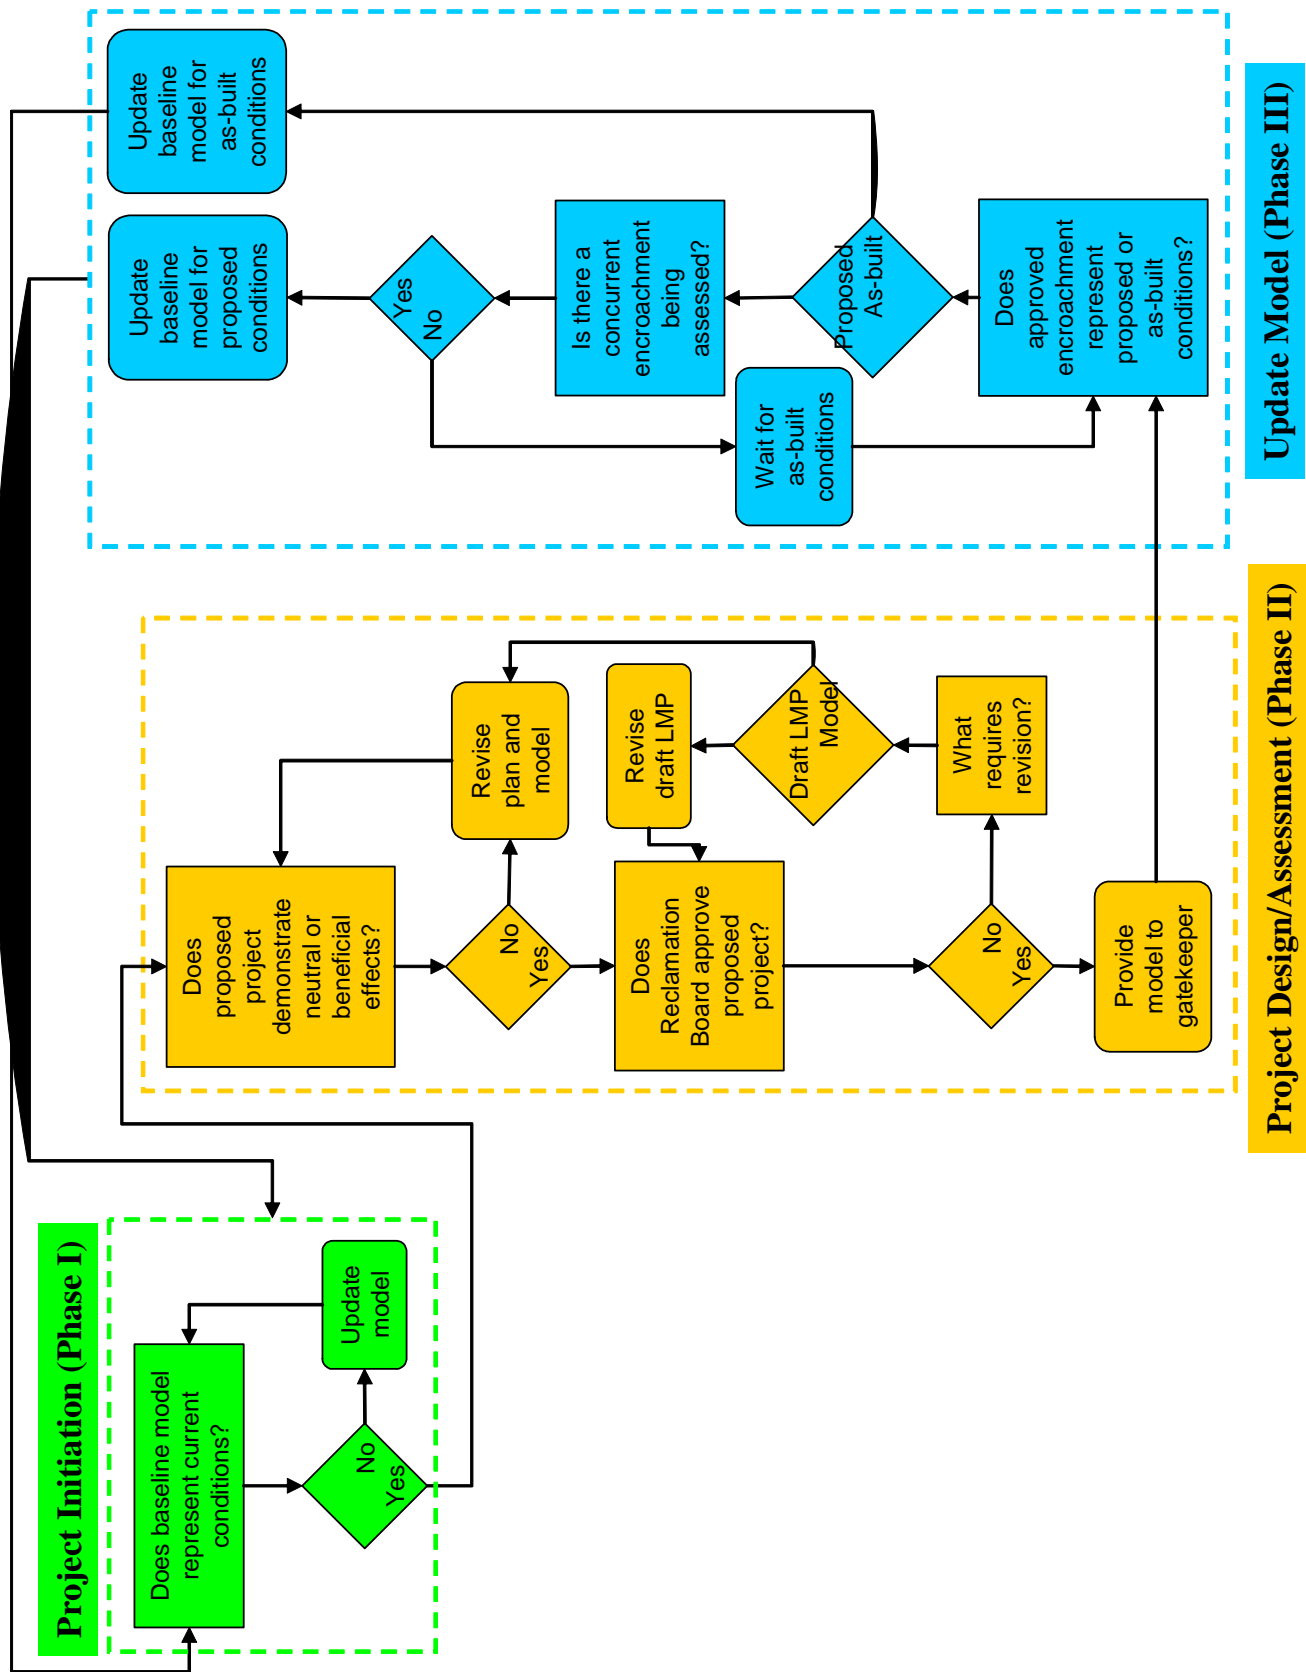 Project Initiation (Phase I)
Does baseline model
represent current
conditions?
No
Yes
Update
model
Does
proposed
project
demonstrate
neutral or
beneficial
effects?
No
Yes
Revise
plan and
model
Does
Reclamation
Board approve
proposed
project?
Revise
draft LMP
Draft LMP
Model
What
requires
revision?
No
Yes
Provide
model to
gatekeeper
Project Design/Assessment (Phase II)
Update
baseline
model for
as-built
conditions
Update
baseline
model for
proposed
conditions
Yes
No
Is there a
concurrent
encroachment
being
assessed?
Wait for
as-built
conditions
Proposed
As-built
Does
approved
encroachment
represent
proposed or
as-built
conditions?
Update Model (Phase III)